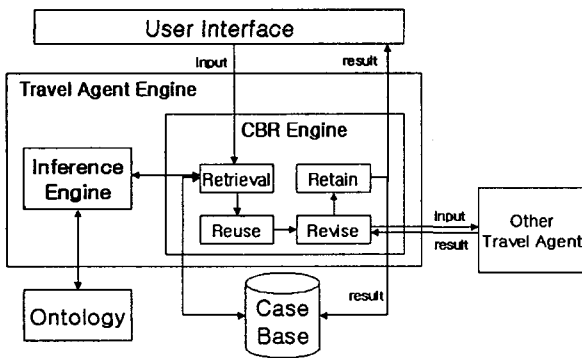 User Interface
Input
result
Travel Agent Engine
CBR Engine
Inference
Engine
Retrieval
Retain
Reuse
Revise
Input
result
Other
Travel Agent
Ontology
Case
Base
result